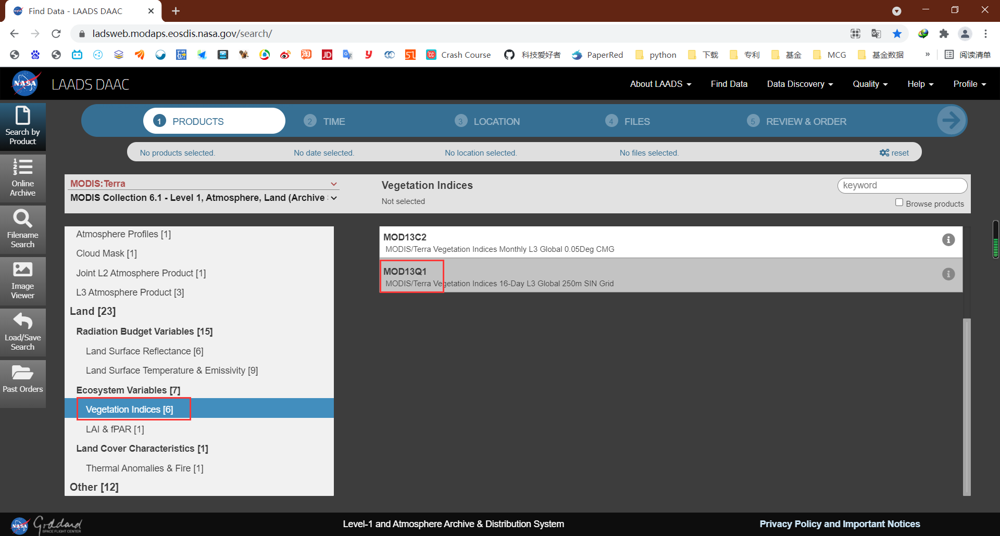 Find Data - LAADS DAAC
ladsweb.modaps.eosdis.nasa.gov/search/
Crash Course
科技爱好者
PaperRed
python
下载
专利
基金
MCG
基金数据
»
阅读清单
NASA
LAADS DAAC
About LAADS
Find Data
Data Discovery
Quality
Help
Profile
Search by
Product
Online
Archive
Filename
Search
Image
Viewer
Load/Save
Search
Past Orders
1 PRODUCTS
2 TIME
3 LOCATION
4 FILES
5 REVIEW & ORDER
No products selected.
No date selected.
No location selected.
No files selected.
reset
MODIS:Terra
MODIS Collection 6.1 - Level 1, Atmosphere, Land (Archive
Vegetation Indices
Not selected
keyword
Browse products
Atmosphere Profiles [1]
Cloud Mask [1]
Joint L2 Atmosphere Product [1]
L3 Atmosphere Product [3]
Land [23]
Radiation Budget Variables [15]
Land Surface Reflectance [6]
Land Surface Temperature & Emissivity [9]
Ecosystem Variables [7]
Vegetation Indices [6]
LAI & fPAR [1]
Land Cover Characteristics [1]
Thermal Anomalies & Fire [1]
Other [12]
MOD13C2
MODIS/Terra Vegetation Indices Monthly L3 Global 0.05Deg CMG
MOD13Q1
MODIS/Terra Vegetation Indices 16-Day L3 Global 250m SIN Grid
NASA
Goddard
SPACE FLIGHT CENTER
Level-1 and Atmosphere Archive & Distribution System
Privacy Policy and Important Notices